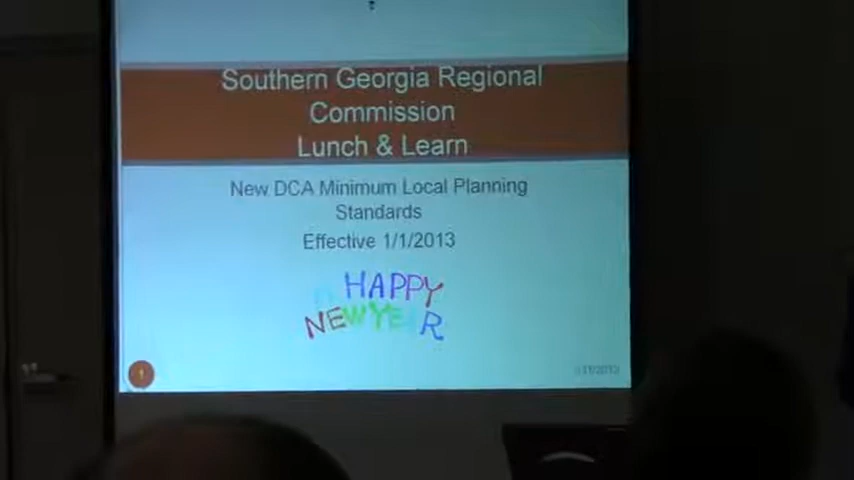 Southern Georgia Regional
Commission
Lunch & Learn
New DCA Minimum Local Planning
Standards
Effective 1/1/2013
HAPPY
NEW YEAR
1